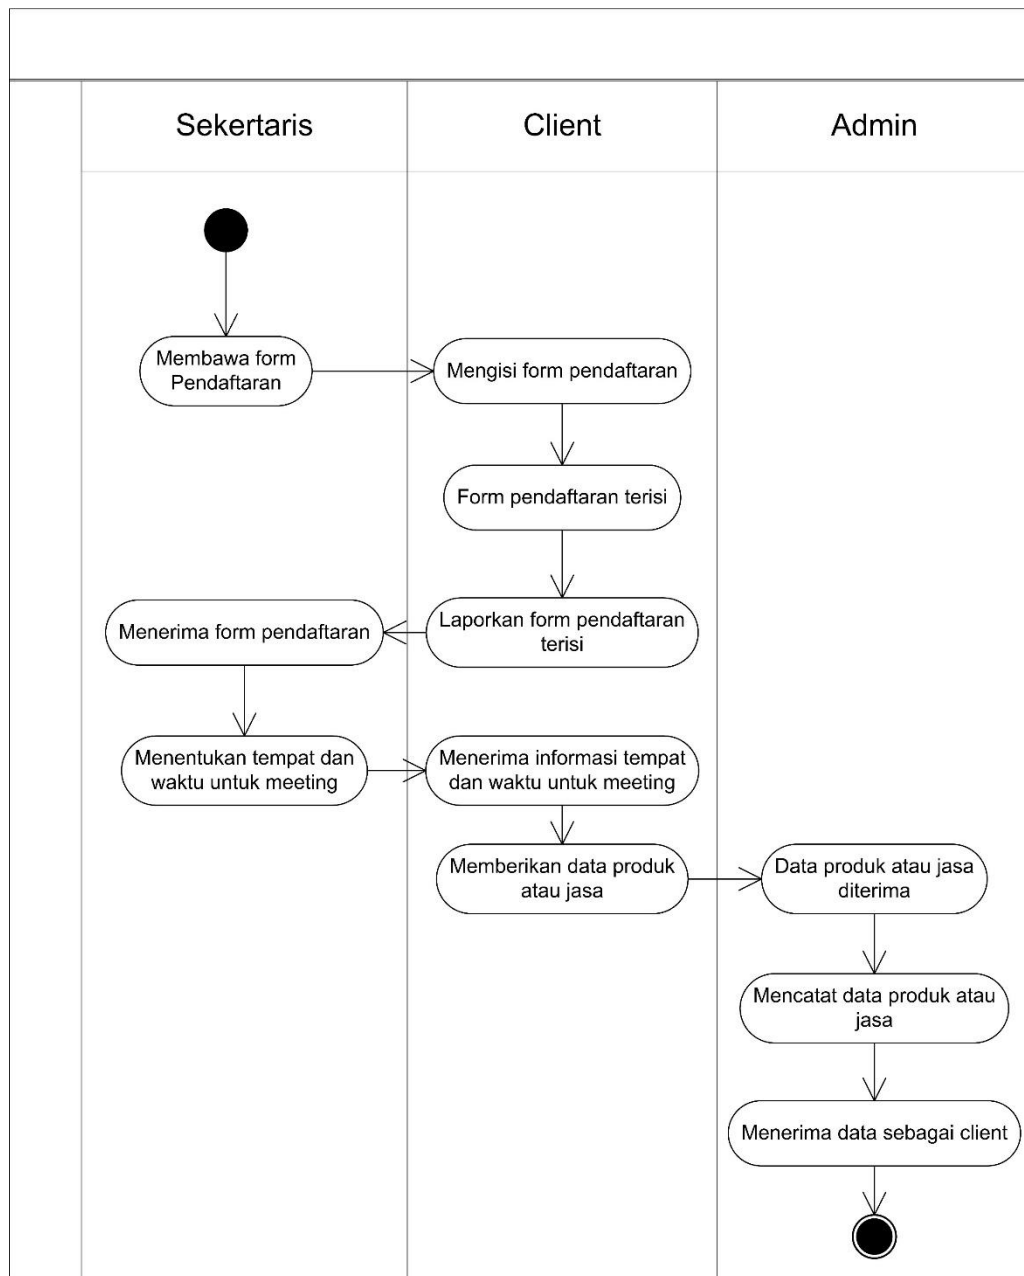 Sekertaris
Client
Admin
Membawa form
Pendaftaran
Mengisi form pendaftaran
Form pendaftaran terisi
Laporkan form pendaftaran
terisi
Menerima form pendaftaran
Menentukan tempat dan
waktu untuk meeting
Menerima informasi tempat
dan waktu untuk meeting
Memberikan data produk
atau jasa
Data produk atau jasa
diterima
Mencatat data produk atau
jasa
Menerima data sebagai client